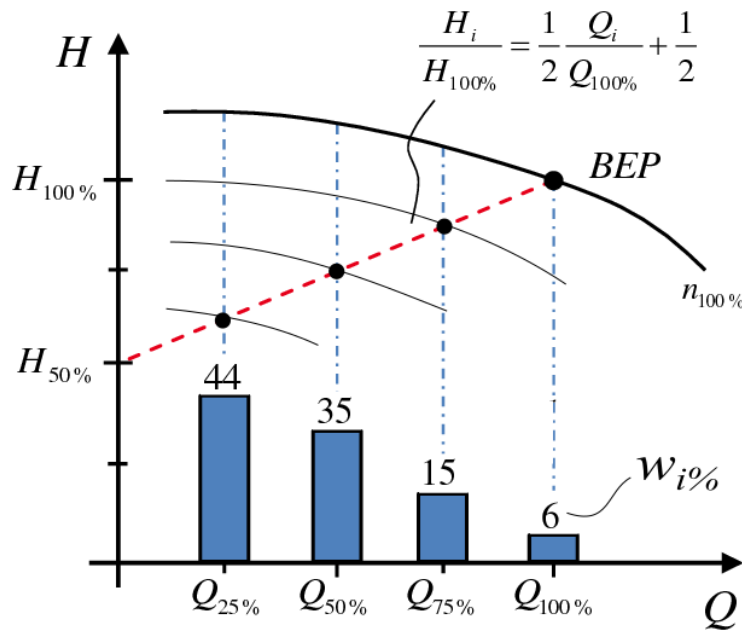 H
H_i / H_100% = 1/2 Q_i / Q_100% + 1/2
BEP
H_100%
n_100%
H_50%
44
35
15
6
w_i%
Q_25%
Q_50%
Q_75%
Q_100%
Q